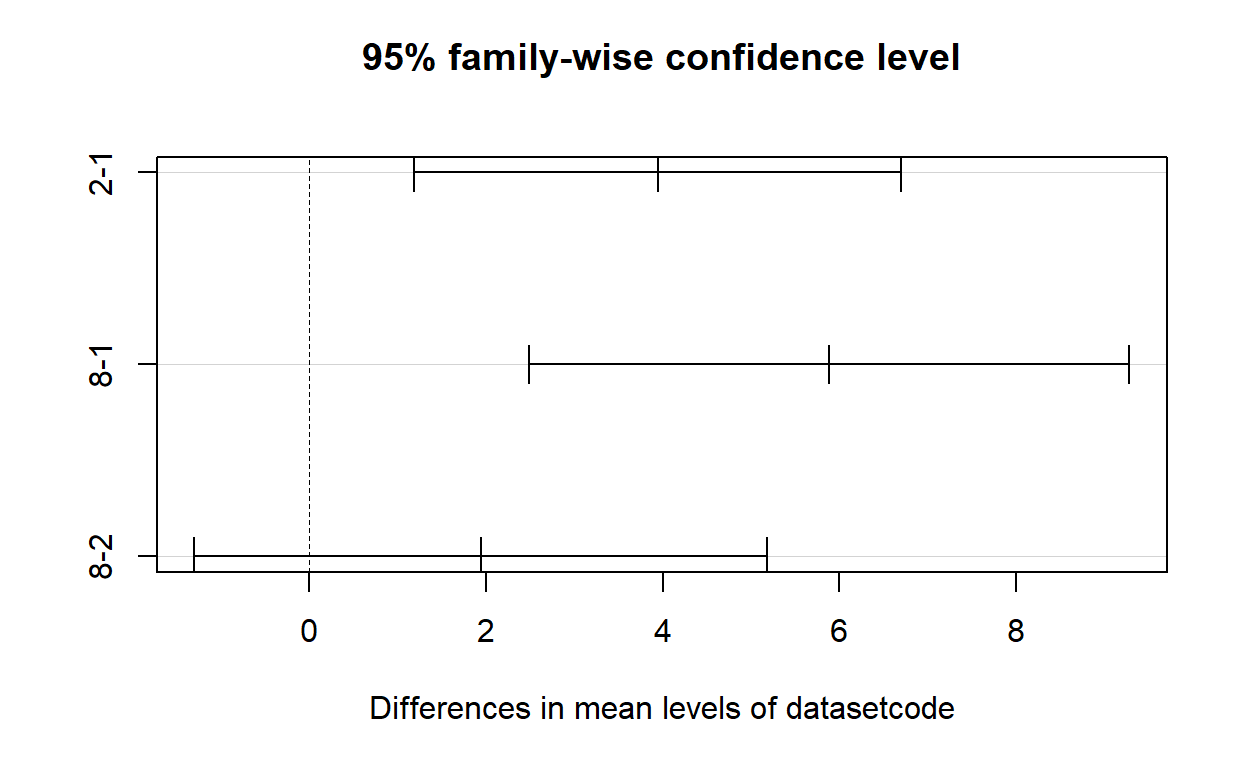 95% family-wise confidence level
2-1
8-1
8-2
0 2 4 6 8
Differences in mean levels of datasetcode